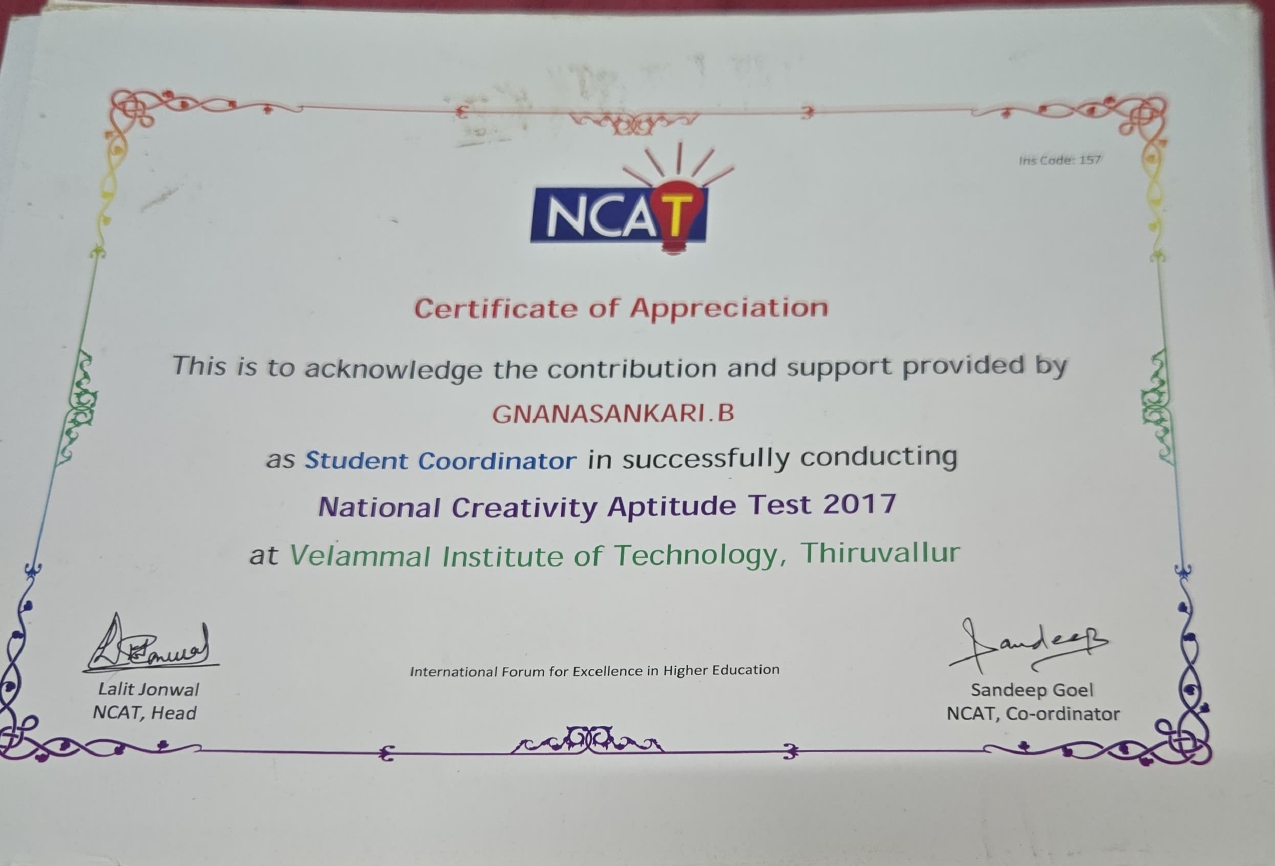 Ins Code: 157
NCAT
Certificate of Appreciation
This is to acknowledge the contribution and support provided by
GNANASANKARI.B
as Student Coordinator in successfully conducting
National Creativity Aptitude Test 2017
at Velammal Institute of Technology, Thiruvallur
International Forum for Excellence in Higher Education
Lalit Jonwal
NCAT, Head
Sandeep
Sandeep Goel
NCAT, Co-ordinator